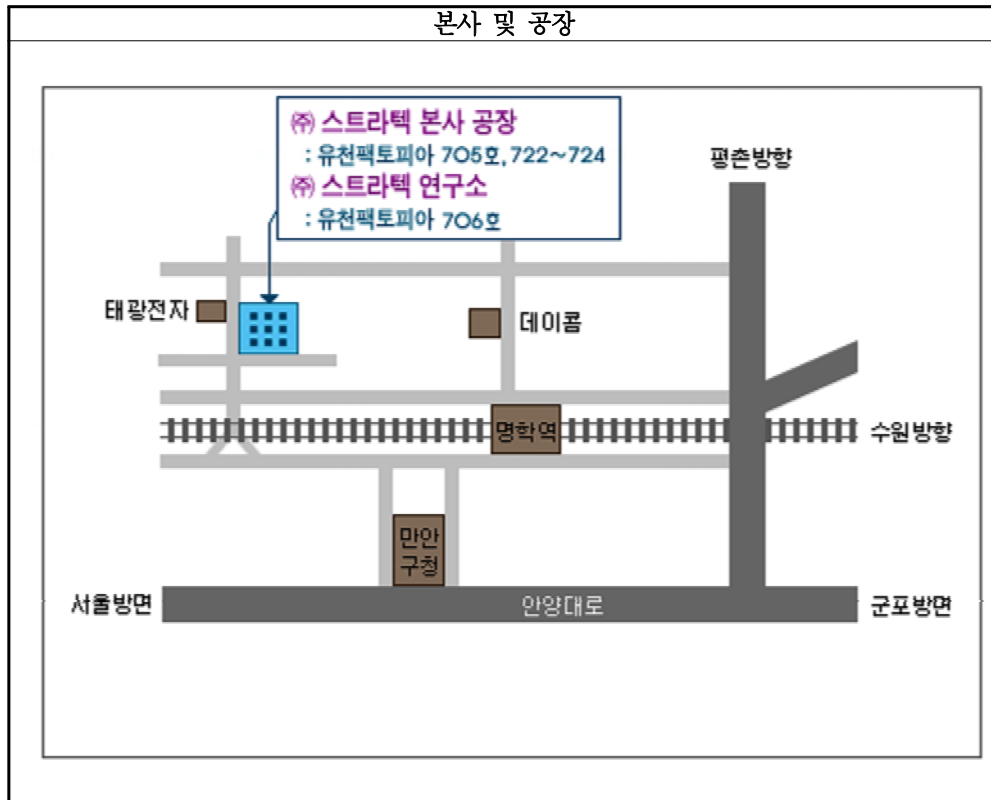 본사 및 공장
㈜ 스트라텍 본사 공장
: 유천팩토피아 705호,722~724
㈜ 스트라텍 연구소
: 유천팩토피아 706호
평촌방향
태광전자
데이콤
명학역
수원방향
만안
구청
서울방면
안양대로
군포방면